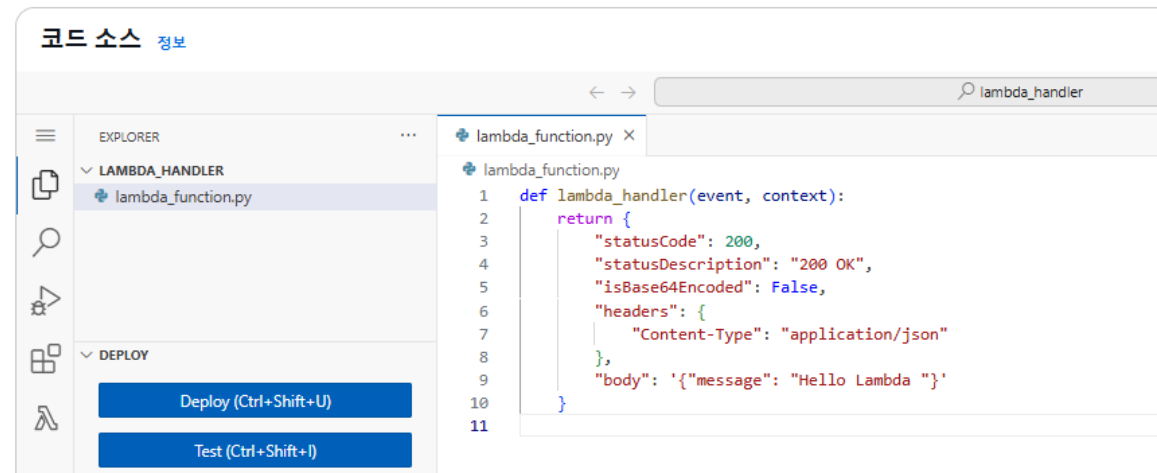 코드 소스 정보
lambda_handler
EXPLORER ···
LAMBDA_HANDLER
lambda_function.py
DEPLOY
Deploy (Ctrl+Shift+U)
Test (Ctrl+Shift+I)
lambda_function.py ×
lambda_function.py
1 def lambda_handler(event, context):
2     return {
3         "statusCode": 200,
4         "statusDescription": "200 OK",
5         "isBase64Encoded": False,
6         "headers": {
7             "Content-Type": "application/json"
8         },
9         "body": '{"message": "Hello Lambda "}'
10     }
11